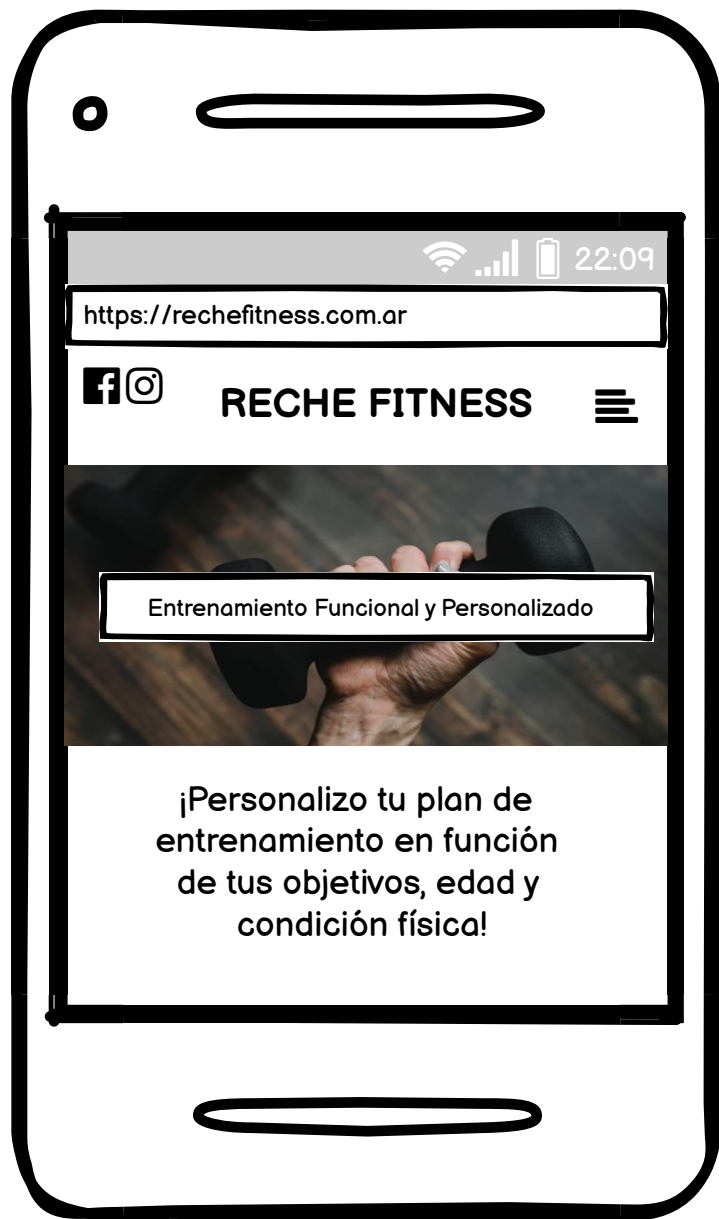 22:09
https://rechefitness.com.ar
RECHE FITNESS
Entrenamiento Funcional y Personalizado
¡Personalizo tu plan de
entrenamiento en función
de tus objetivos, edad y
condición física!